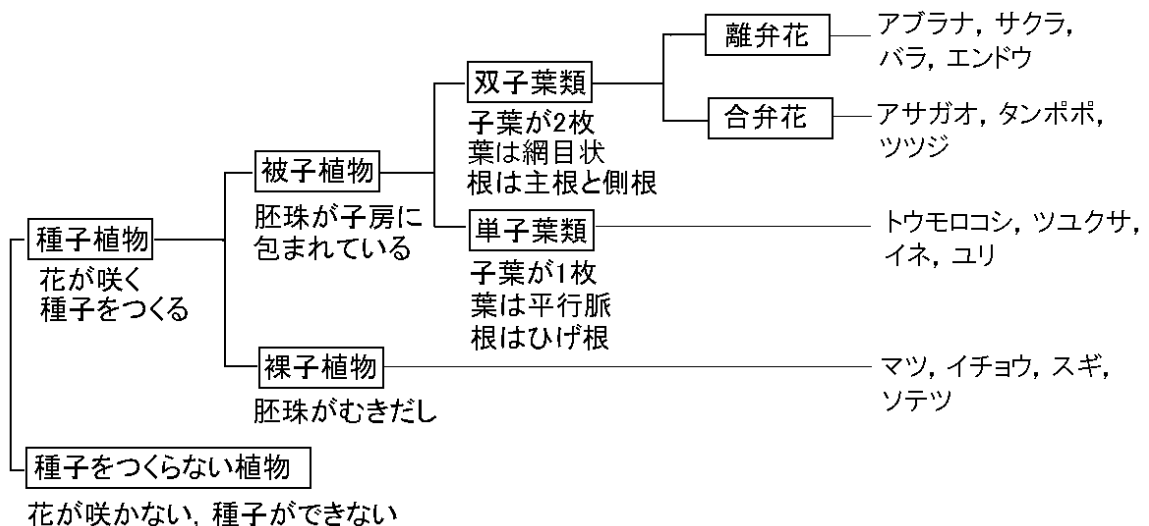 離弁花
アブラナ, サクラ,
バラ, エンドウ
双子葉類
子葉が2枚
葉は網目状
根は主根と側根
合弁花
アサガオ, タンポポ,
ツツジ
被子植物
胚珠が子房に
包まれている
単子葉類
子葉が1枚
葉は平行脈
根はひげ根
トウモロコシ, ツユクサ,
イネ, ユリ
種子植物
花が咲く
種子をつくる
裸子植物
胚珠がむきだし
マツ, イチョウ, スギ,
ソテツ
種子をつくらない植物
花が咲かない, 種子ができない